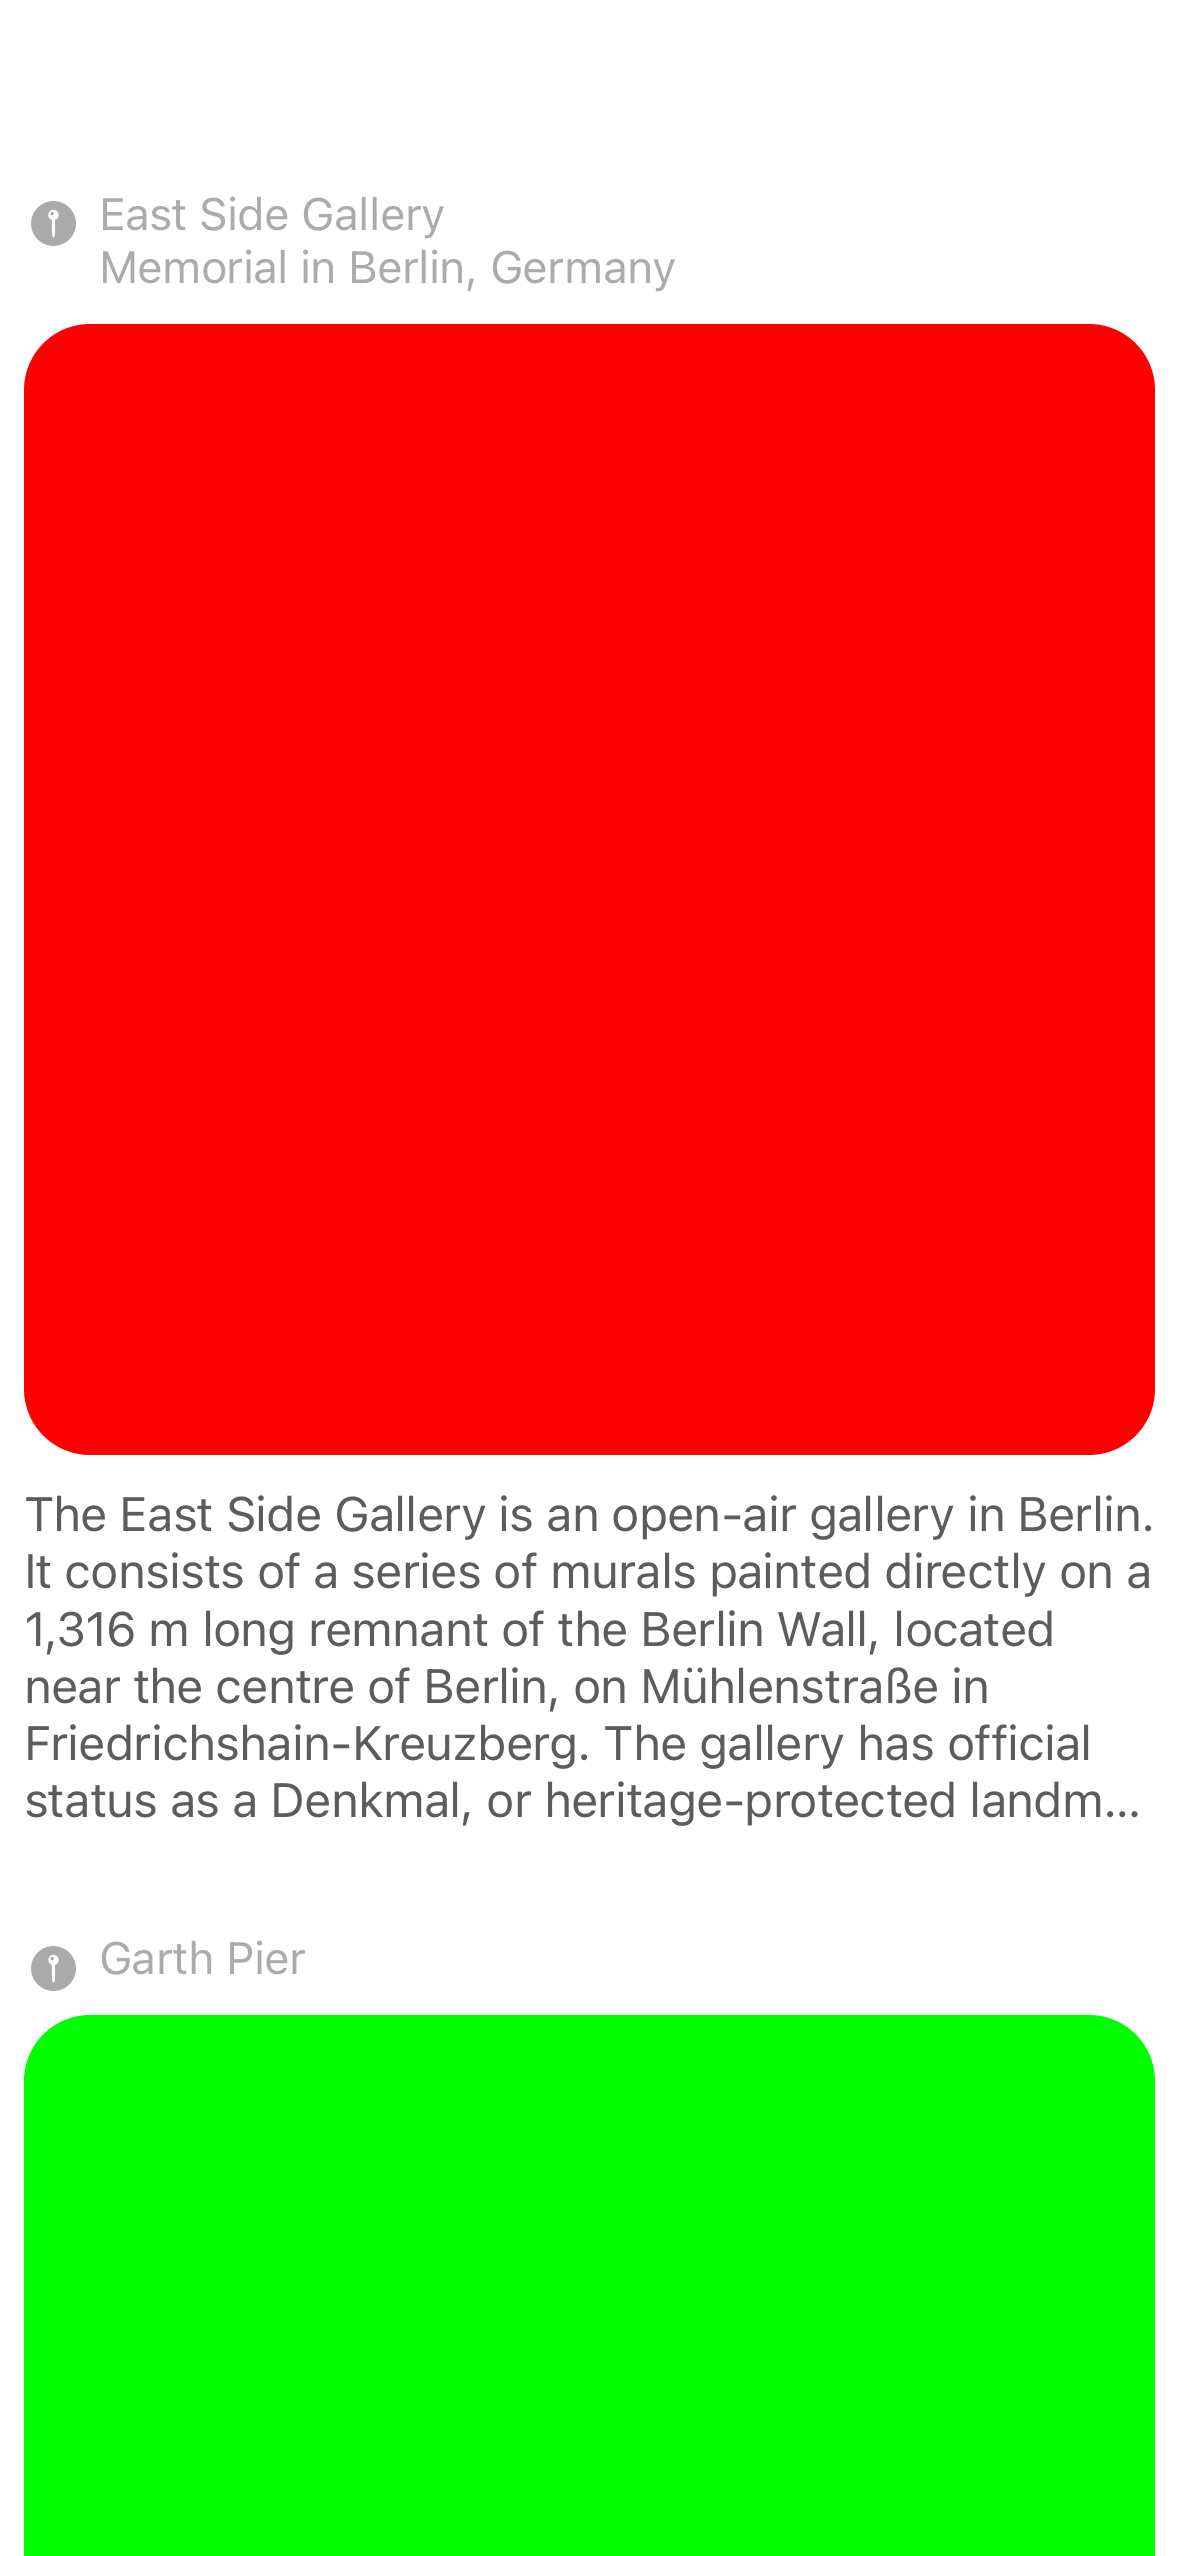 East Side Gallery
Memorial in Berlin, Germany
The East Side Gallery is an open-air gallery in Berlin.
It consists of a series of murals painted directly on a
1,316 m long remnant of the Berlin Wall, located
near the centre of Berlin, on Mühlenstraße in
Friedrichshain-Kreuzberg. The gallery has official
status as a Denkmal, or heritage-protected landm...
Garth Pier